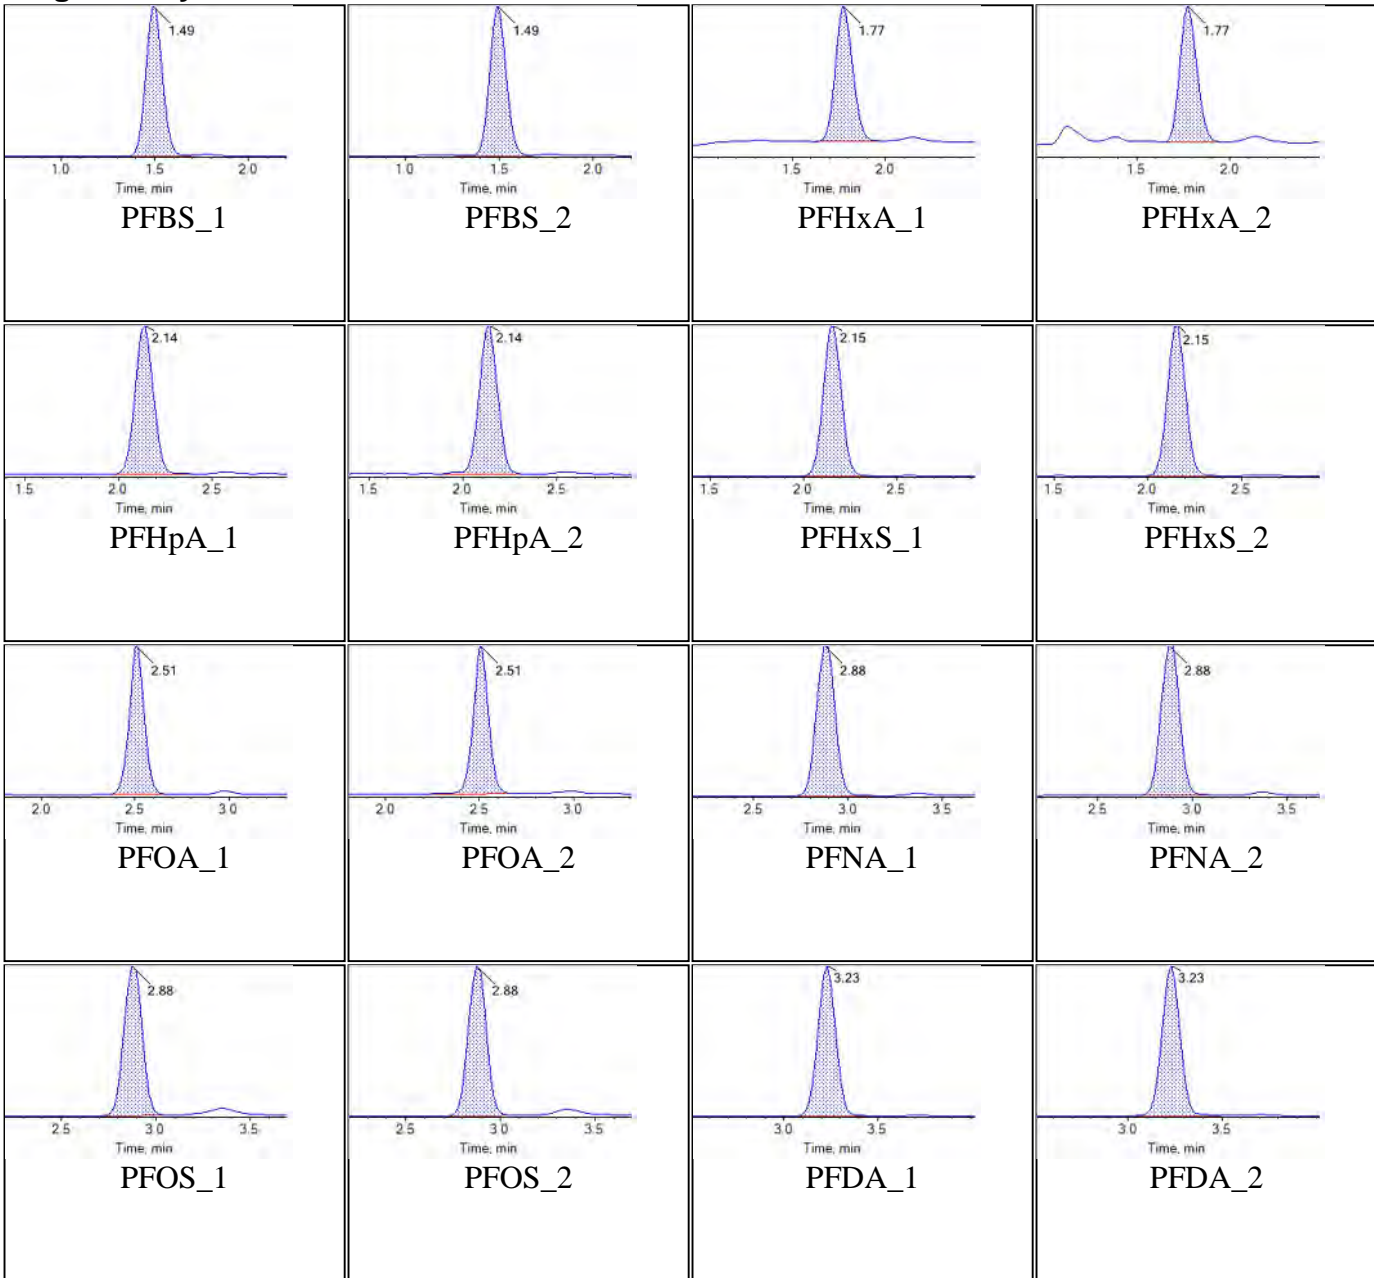 1.49 1.49 1.77 1.77
1.0 1.5 2.0 1.0 1.5 2.0 1.5 2.0 1.5 2.0
Time, min Time, min Time, min Time, min
PFBS_1 PFBS_2 PFHxA_1 PFHxA_2
2.14 2.14 2.15 2.15
1.5 2.0 2.5 1.5 2.0 2.5 1.5 2.0 2.5 1.5 2.0 2.5
Time, min Time, min Time, min Time, min
PFHpA_1 PFHpA_2 PFHxS_1 PFHxS_2
2.51 2.51 2.88 2.88
2.0 2.5 3.0 2.0 2.5 3.0 2.5 3.0 3.5 2.5 3.0 3.5
Time, min Time, min Time, min Time, min
PFOA_1 PFOA_2 PFNA_1 PFNA_2
2.88 2.88 3.23 3.23
2.5 3.0 3.5 2.5 3.0 3.5 3.0 3.5 3.0 3.5
Time, min Time, min Time, min Time, min
PFOS_1 PFOS_2 PFDA_1 PFDA_2